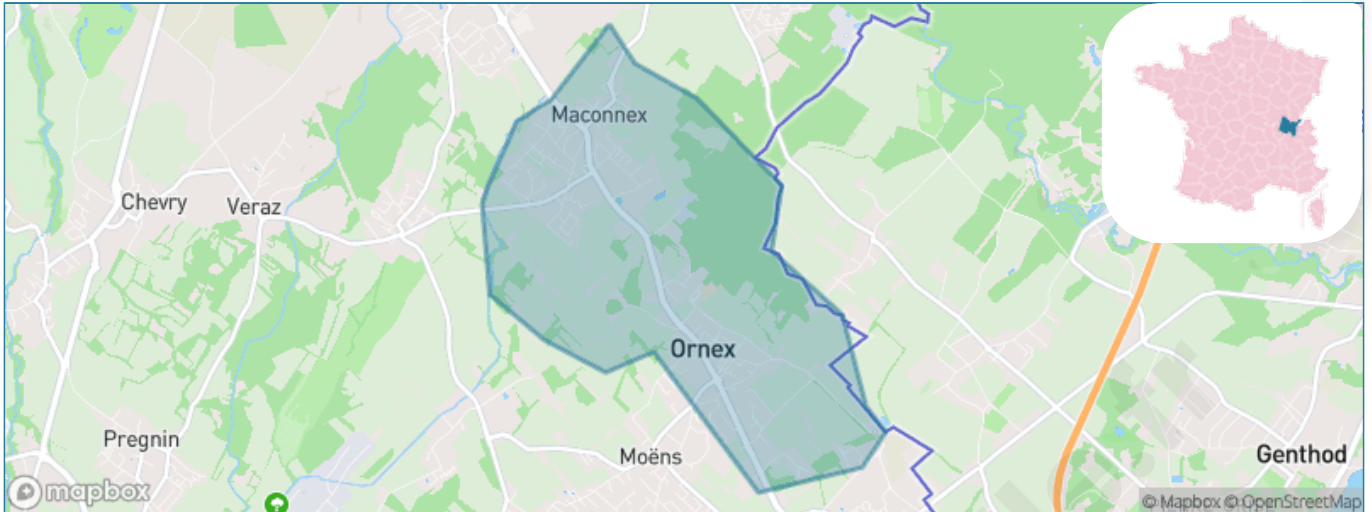 Maconnex
Chevry
Veraz
Ornex
Pregnin
Moëns
Genthod
mapbox
© Mapbox © OpenStreetMap